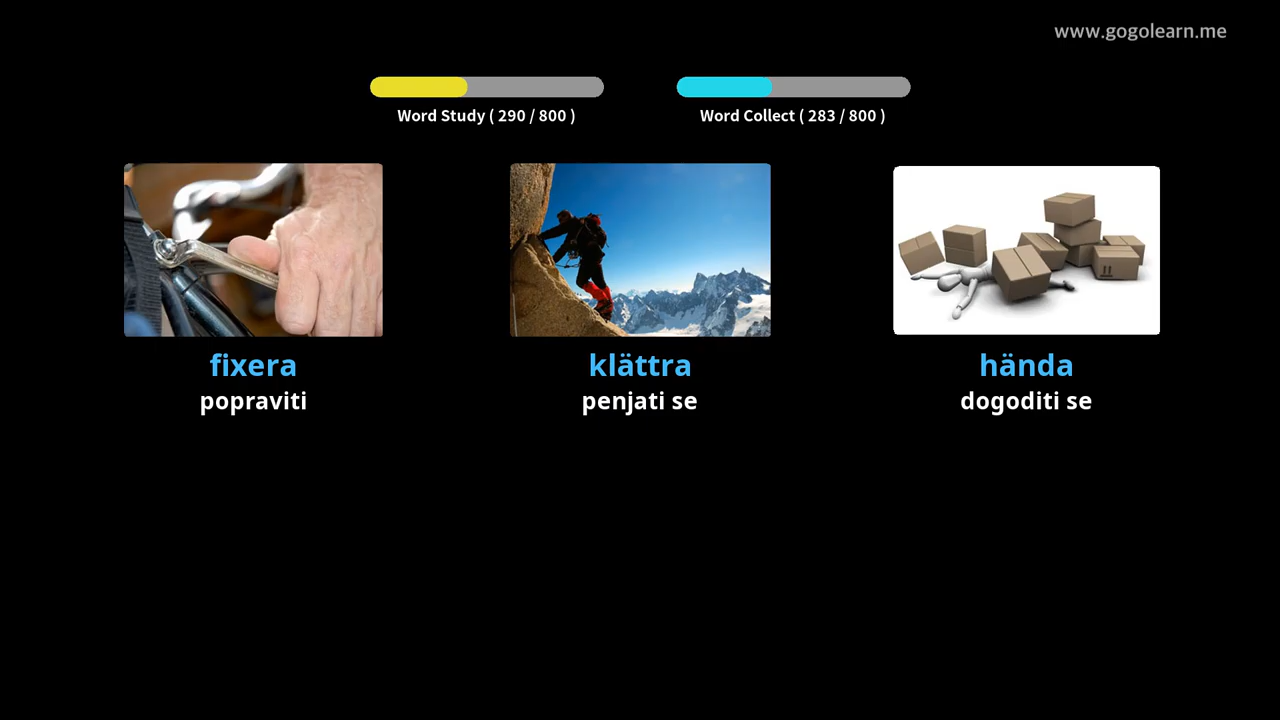 www.gogolearn.me
Word Study ( 290 / 800 )
Word Collect ( 283 / 800 )
fixera
popraviti
klättra
penjati se
hända
dogoditi se